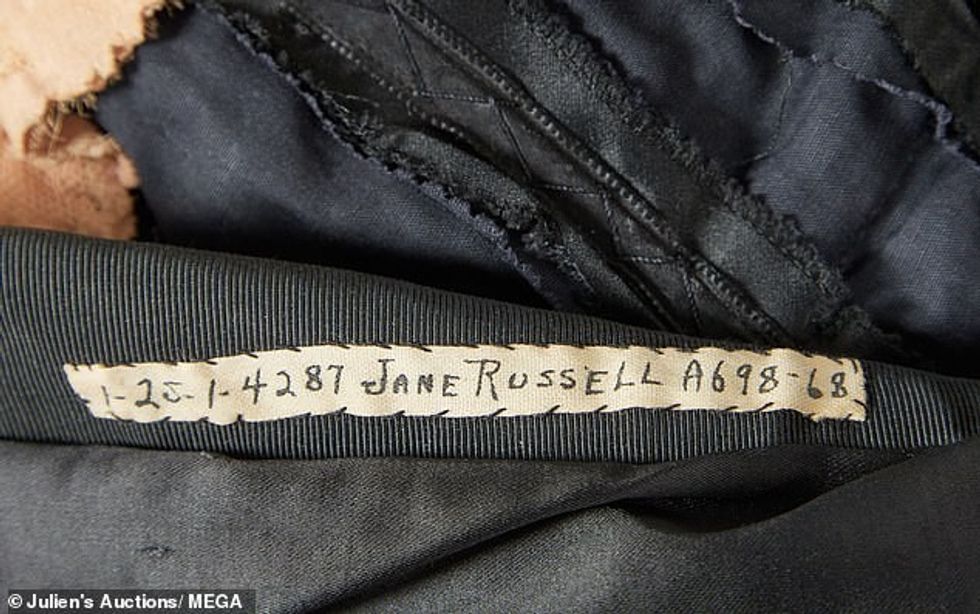 1-25-1-4287 JANE RUSSELL A698-68
© Julien's Auctions/ MEGA